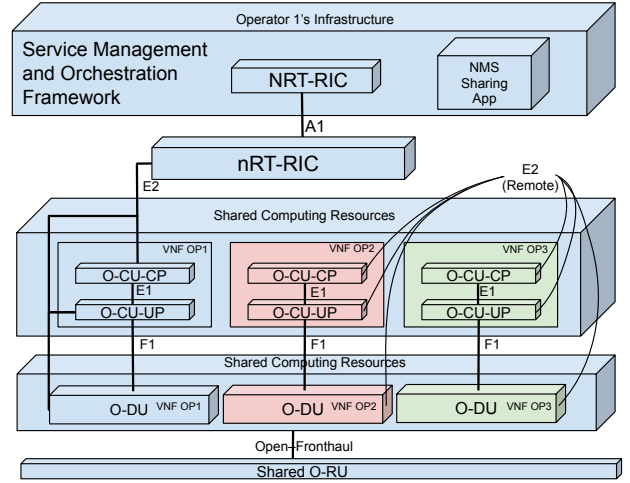 Operator 1's Infrastructure
Service Management
and Orchestration
Framework
NRT-RIC
NMS
Sharing
App
A1
nRT-RIC
E2
E2
(Remote)
Shared Computing Resources
VNF OP1
VNF OP2
VNF OP3
O-CU-CP
O-CU-CP
O-CU-CP
E1
E1
E1
O-CU-UP
O-CU-UP
O-CU-UP
F1
F1
F1
Shared Computing Resources
O-DU VNF OP1
O-DU VNF OP2
O-DU VNF OP3
Open-Fronthaul
Shared O-RU